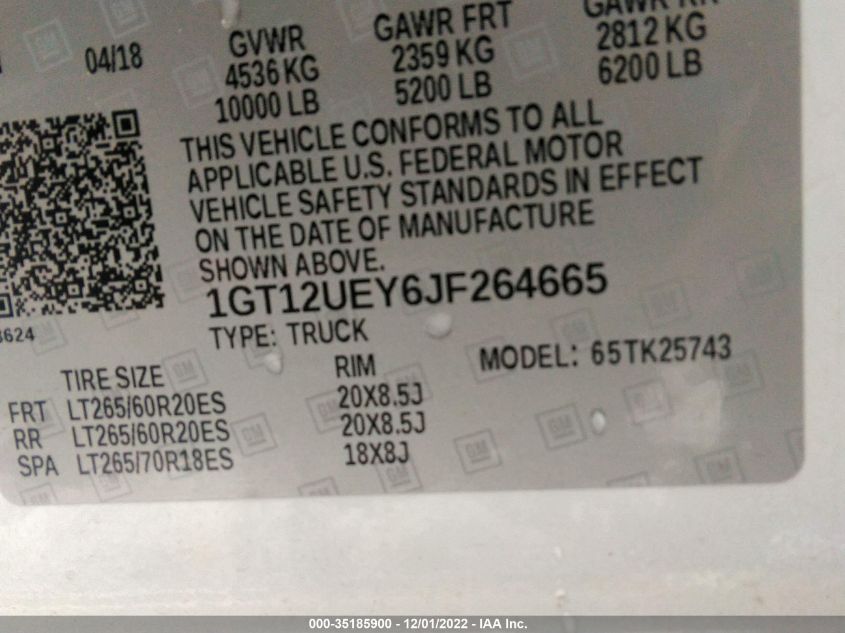 04/18
GVWR
GAWR FRT
GAWR RR
4536 KG
2359 KG
2812 KG
10000 LB
5200 LB
6200 LB
THIS VEHICLE CONFORMS TO ALL
APPLICABLE U.S. FEDERAL MOTOR
VEHICLE SAFETY STANDARDS IN EFFECT
ON THE DATE OF MANUFACTURE
SHOWN ABOVE.
1GT12UEY6JF264665
3624
TYPE: TRUCK
MODEL: 65TK25743
TIRE SIZE
RIM
FRT LT265/60R20ES 20X8.5J
RR LT265/60R20ES 20X8.5J
SPA LT265/70R18ES 18X8J
000-35185900 - 12/01/2022 - IAA Inc.